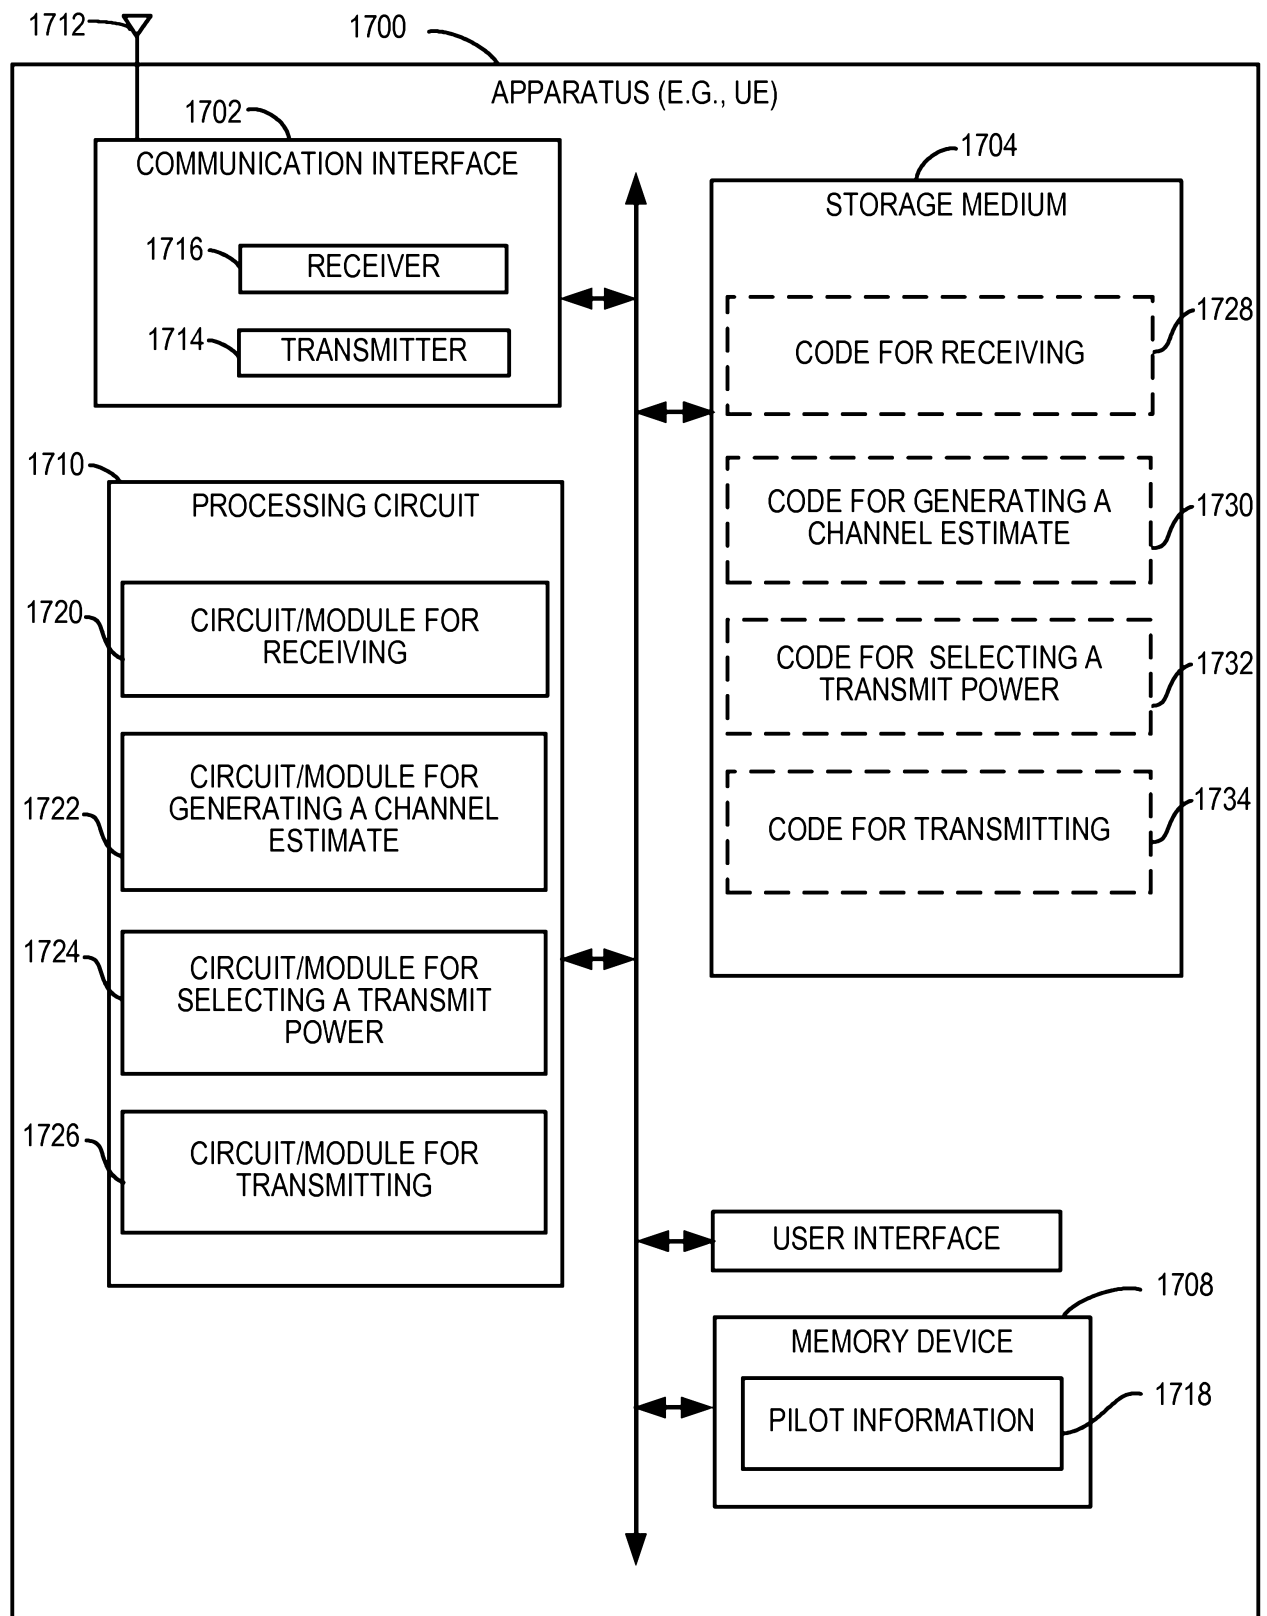 1712
1700
APPARATUS (E.G., UE)
1702
COMMUNICATION INTERFACE
1716
RECEIVER
1714
TRANSMITTER
1704
STORAGE MEDIUM
1728
CODE FOR RECEIVING
1730
CODE FOR GENERATING A
CHANNEL ESTIMATE
1732
CODE FOR SELECTING A
TRANSMIT POWER
1734
CODE FOR TRANSMITTING
1710
PROCESSING CIRCUIT
1720
CIRCUIT/MODULE FOR
RECEIVING
1722
CIRCUIT/MODULE FOR
GENERATING A CHANNEL
ESTIMATE
1724
CIRCUIT/MODULE FOR
SELECTING A TRANSMIT
POWER
1726
CIRCUIT/MODULE FOR
TRANSMITTING
USER INTERFACE
1708
MEMORY DEVICE
1718
PILOT INFORMATION